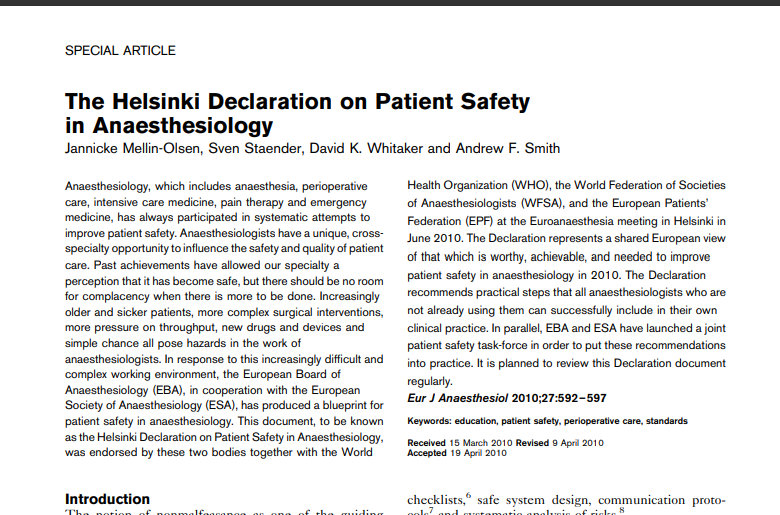 SPECIAL ARTICLE
The Helsinki Declaration on Patient Safety
in Anaesthesiology
Jannicke Mellin-Olsen, Sven Staender, David K. Whitaker and Andrew F. Smith
Anaesthesiology, which includes anaesthesia, perioperative
care, intensive care medicine, pain therapy and emergency
medicine, has always participated in systematic attempts to
improve patient safety. Anaesthesiologists have a unique, cross-
specialty opportunity to influence the safety and quality of patient
care. Past achievements have allowed our specialty a
perception that it has become safe, but there should be no room
for complacency when there is more to be done. Increasingly
older and sicker patients, more complex surgical interventions,
more pressure on throughput, new drugs and devices and
simple chance all pose hazards in the work of
anaesthesiologists. In response to this increasingly difficult and
complex working environment, the European Board of
Anaesthesiology (EBA), in cooperation with the European
Society of Anaesthesiology (ESA), has produced a blueprint for
patient safety in anaesthesiology. This document, to be known
as the Helsinki Declaration on Patient Safety in Anaesthesiology,
was endorsed by these two bodies together with the World
Health Organization (WHO), the World Federation of Societies
of Anaesthesiologists (WFSA), and the European Patients'
Federation (EPF) at the Euroanaesthesia meeting in Helsinki in
June 2010. The Declaration represents a shared European view
of that which is worthy, achievable, and needed to improve
patient safety in anaesthesiology in 2010. The Declaration
recommends practical steps that all anaesthesiologists who are
not already using them can successfully include in their own
clinical practice. In parallel, EBA and ESA have launched a joint
patient safety task-force in order to put these recommendations
into practice. It is planned to review this Declaration document
regularly.
Eur J Anaesthesiol 2010;27:592–597
Keywords: education, patient safety, perioperative care, standards
Received 15 March 2010 Revised 9 April 2010
Accepted 19 April 2010
Introduction
The notion of nonmalfeasance as one of the guiding
checklists,6 safe system design, communication proto-
cols7 and systematic analysis of risks.8